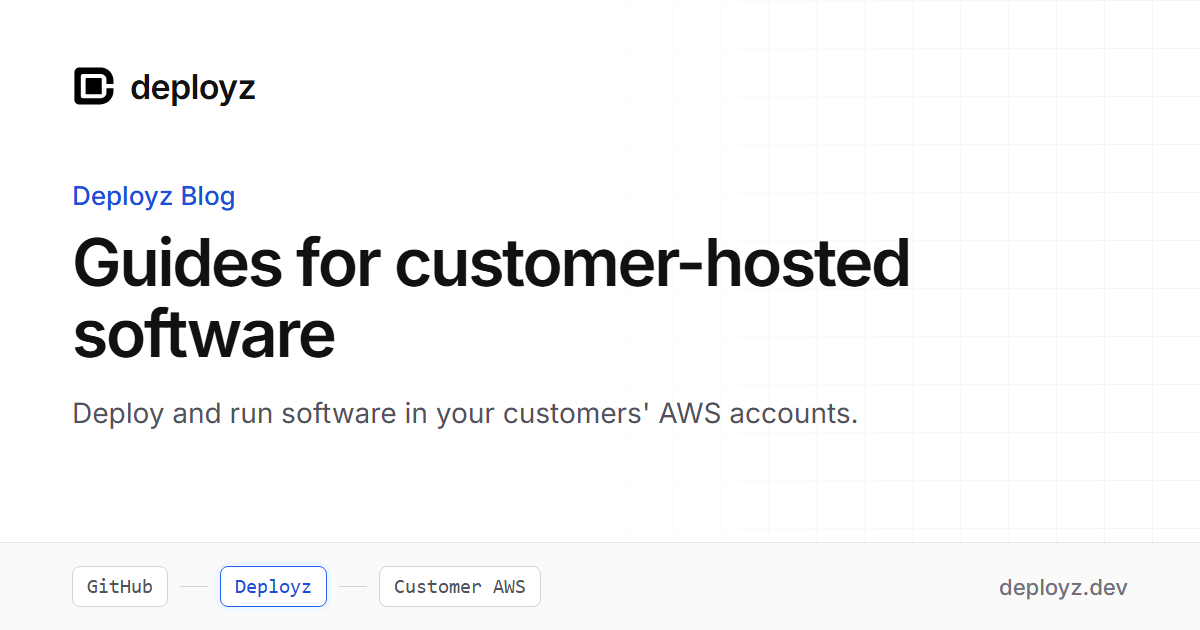 deployz
Deployz Blog
Guides for customer-hosted
software
Deploy and run software in your customers' AWS accounts.
GitHub
Deployz
Customer AWS
deployz.dev